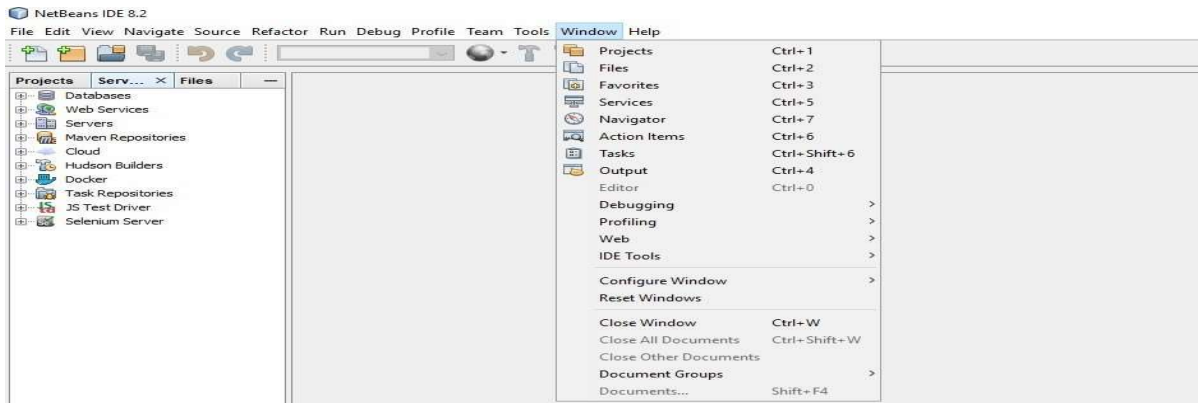 NetBeans IDE 8.2
File Edit View Navigate Source Refactor Run Debug Profile Team Tools Window Help
Projects Serv... × Files
Databases
Web Services
Servers
Maven Repositories
Cloud
Hudson Builders
Docker
Task Repositories
JS Test Driver
Selenium Server
Projects Ctrl+1
Files Ctrl+2
Favorites Ctrl+3
Services Ctrl+5
Navigator Ctrl+7
Action Items Ctrl+6
Tasks Ctrl+Shift+6
Output Ctrl+4
Editor Ctrl+0
Debugging >
Profiling >
Web >
IDE Tools >
Configure Window >
Reset Windows
Close Window Ctrl+W
Close All Documents Ctrl+Shift+W
Close Other Documents
Document Groups >
Documents... Shift+F4